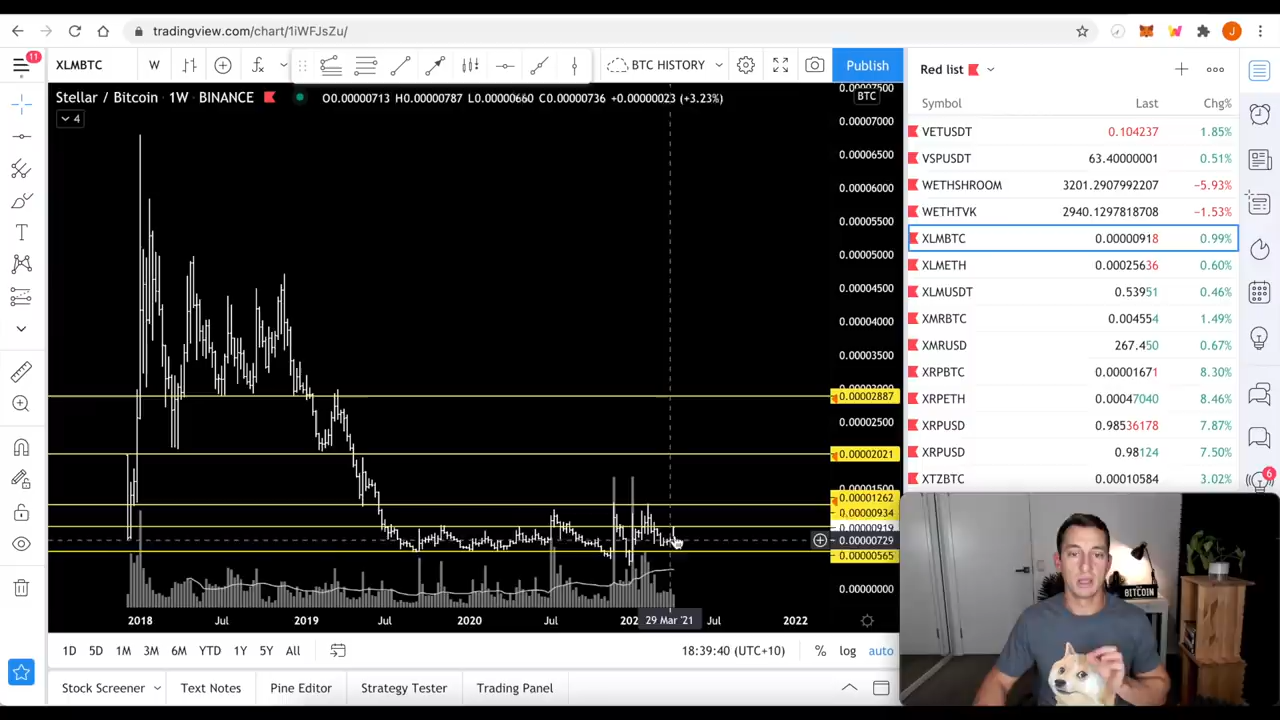 tradingview.com/chart/1iWFJsZu/
J
11
XLMBTC
W
BTC HISTORY
Publish
Red list
Stellar / Bitcoin · 1W · BINANCE
O0.00000713 H0.00000787 L0.00000660 C0.00000736 +0.00000023 (+3.23%)
BTC
4
0.00007500
0.00007000
0.00006500
0.00006000
0.00005500
0.00005000
0.00004500
0.00004000
0.00003500
0.00002887
0.00002500
0.00002021
0.00001500
0.00001262
0.00000934
0.00000919
0.00000729
0.00000565
0.00000000
Symbol Last Chg%
VETUSDT 0.104237 1.85%
VSPUSDT 63.40000001 0.51%
WETHSHROOM 3201.2907992207 −5.93%
WETHTVK 2940.1297818708 −1.53%
XLMBTC 0.00000918 0.99%
XLMETH 0.00025636 0.60%
XLMUSDT 0.53951 0.46%
XMRBTC 0.004554 1.49%
XMRUSD 267.450 0.67%
XRPBTC 0.00001671 8.30%
XRPETH 0.00047040 8.46%
XRPUSD 0.98536178 7.87%
XRPUSD 0.98124 7.50%
XTZBTC 0.00010584 3.02%
6
2018 Jul 2019 Jul 2020 Jul 202 29 Mar '21 Jul 2022
1D 5D 1M 3M 6M YTD 1Y 5Y All
18:39:40 (UTC+10) % log auto
Stock Screener Text Notes Pine Editor Strategy Tester Trading Panel
BITCOIN